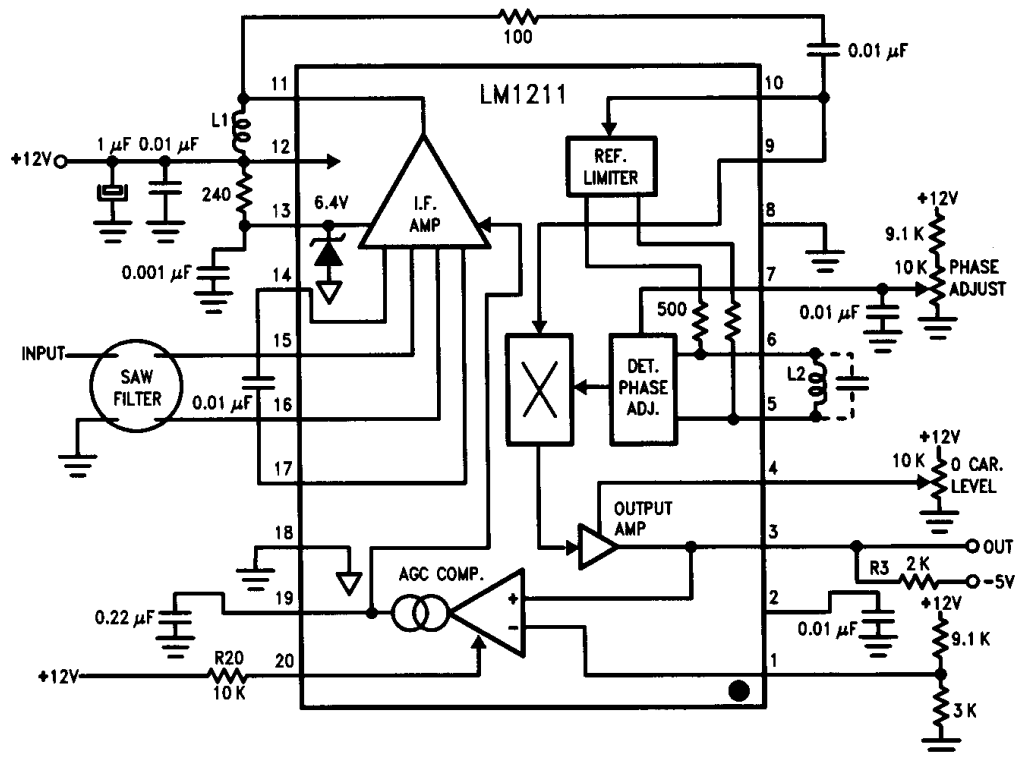 100
0.01 μF
11
LM1211
10
L1
1 μF 0.01 μF
+12V
12
REF.
LIMITER
9
240
6.4V
I.F.
AMP
13
8
+12V
9.1 K
0.001 μF
14
7
10 K
PHASE
ADJUST
500
0.01 μF
INPUT
15
6
SAW
FILTER
DET.
PHASE
ADJ.
L2
0.01 μF
16
5
X
+12V
17
4
10 K
0 CAR.
LEVEL
OUTPUT
AMP
18
3
OUT
R3
2 K
-5V
AGC COMP.
19
2
+12V
0.22 μF
+
-
0.01 μF
9.1 K
R20
+12V
10 K
20
1
3 K